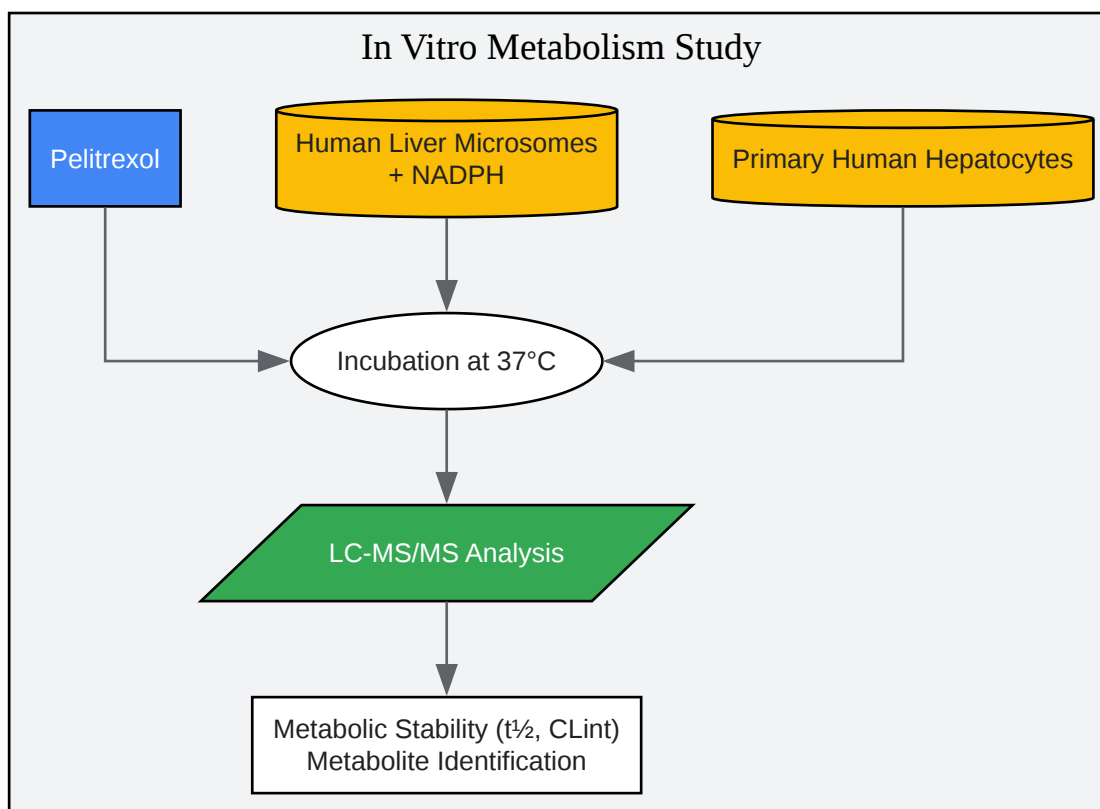 In Vitro Metabolism Study
Pelitrexol
Human Liver Microsomes
+ NADPH
Primary Human Hepatocytes
Incubation at 37°C
LC-MS/MS Analysis
Metabolic Stability (t½, CLint)
Metabolite Identification